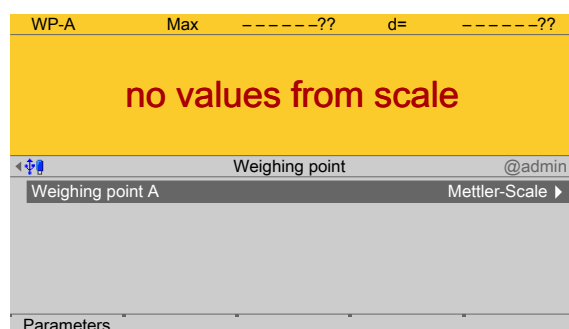 WP-A Max – – – – – –?? d= – – – – – –??
no values from scale
Weighing point @admin
Weighing point A Mettler-Scale
Parameters